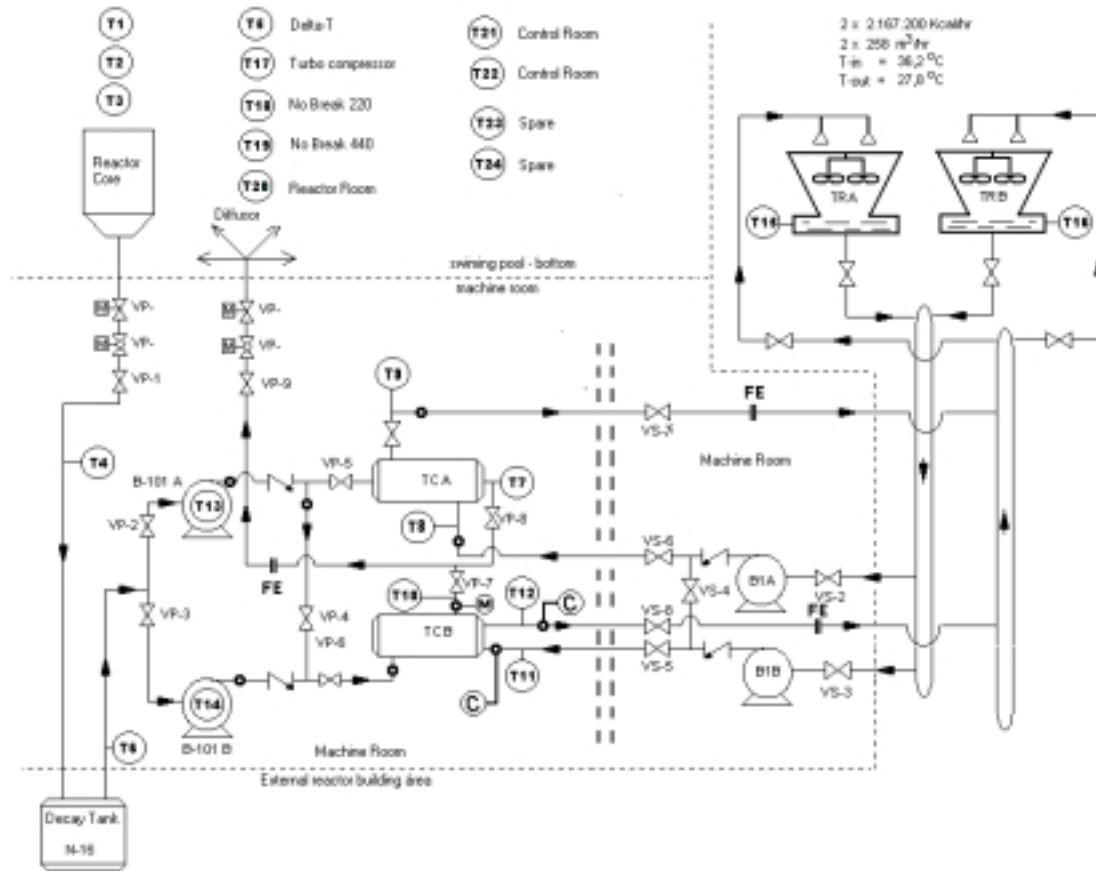 T1
T2
T3
T5 Delta-T
T17 Turbo compressor
T18 No Break 220
T19 No Break 440
T20 Reactor Room
T21 Control Room
T22 Control Room
T23 Spare
T24 Spare
2 x 2.167.200 Kcal/hr
2 x 258 m3/hr
T-in = 36,2 °C
T-out = 27,8 °C
Reactor
Core
Diffusor
TRA
TRB
T15
T16
swiming pool - bottom
machine room
M VP-
M VP-
VP-1
M VP-
M VP-
VP-9
T9
FE
VS-7
Machine Room
T4
B-101 A
VP-5
TCA
T7
T13
VP-2
T8
VP-8
VS-6
FE
VP-7
VS-4
B1A
VS-2
VP-3
T10
M
T12
C
VP-4
VS-8
FE
VP-6
TCB
T11
VS-5
B1B
VS-3
C
T14
B-101 B
T6
Machine Room
External reactor building área
Decay Tank
N-16